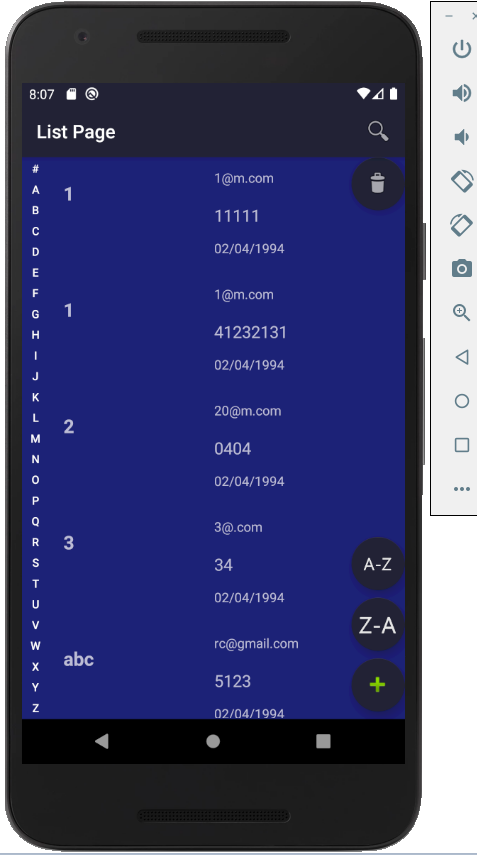 8:07
List Page
#
A
B
C
D
E
F
G
H
I
J
K
L
M
N
O
P
Q
R
S
T
U
V
W
X
Y
Z
1
1@m.com
11111
02/04/1994
1
1@m.com
41232131
02/04/1994
2
20@m.com
0404
02/04/1994
3
3@.com
34
02/04/1994
abc
rc@gmail.com
5123
02/04/1994
A-Z
Z-A
+